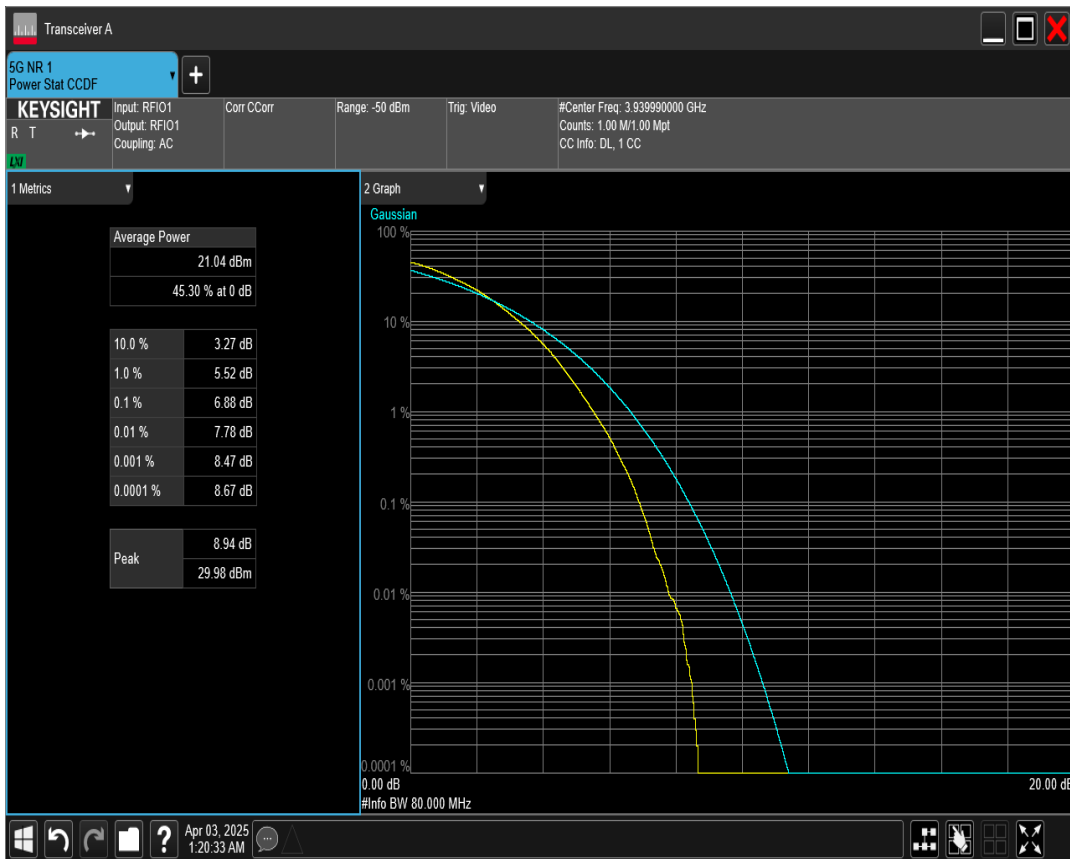 Transceiver A
5G NR 1
Power Stat CCDF
KEYSIGHT
R T
LXI
Input: RFIO1
Output: RFIO1
Coupling: AC
Corr CCorr
Range: -50 dBm
Trig: Video
#Center Freq: 3.939990000 GHz
Counts: 1.00 M/1.00 Mpt
CC Info: DL, 1 CC
1 Metrics
Average Power
21.04 dBm
45.30 % at 0 dB
10.0 % 3.27 dB
1.0 % 5.52 dB
0.1 % 6.88 dB
0.01 % 7.78 dB
0.001 % 8.47 dB
0.0001 % 8.67 dB
Peak
8.94 dB
29.98 dBm
2 Graph
Gaussian
100 %
10 %
1 %
0.1 %
0.01 %
0.001 %
0.0001 %
0.00 dB 20.00 dB
#Info BW 80.000 MHz
Apr 03, 2025
1:20:33 AM